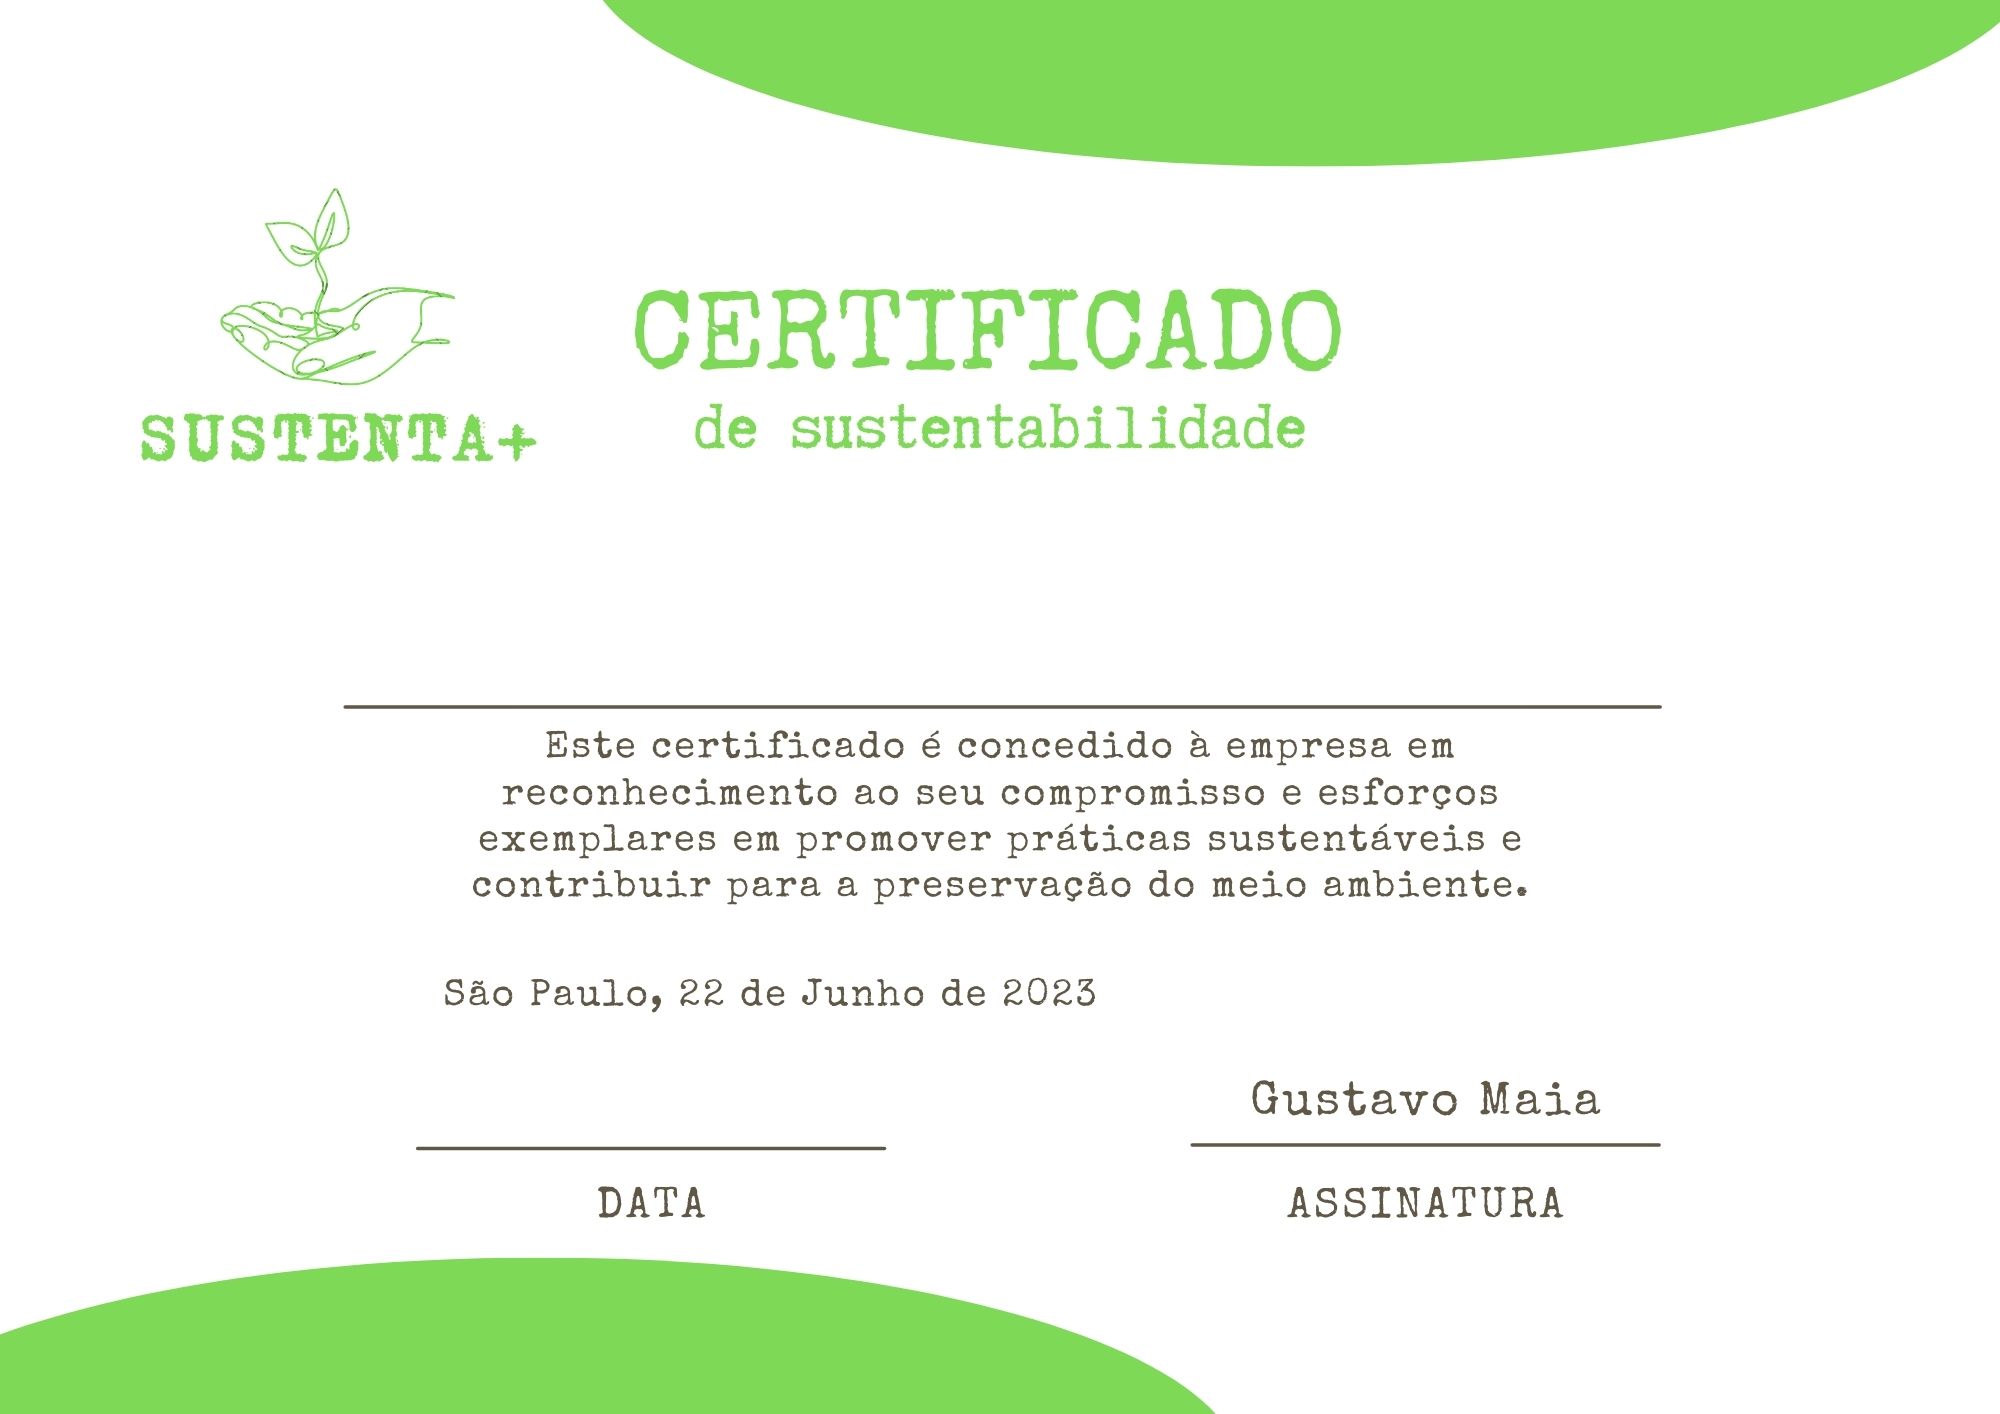 SUSTENTA+
CERTIFICADO
de sustentabilidade
Este certificado é concedido à empresa em
reconhecimento ao seu compromisso e esforços
exemplares em promover práticas sustentáveis e
contribuir para a preservação do meio ambiente.
São Paulo, 22 de Junho de 2023
Gustavo Maia
DATA
ASSINATURA